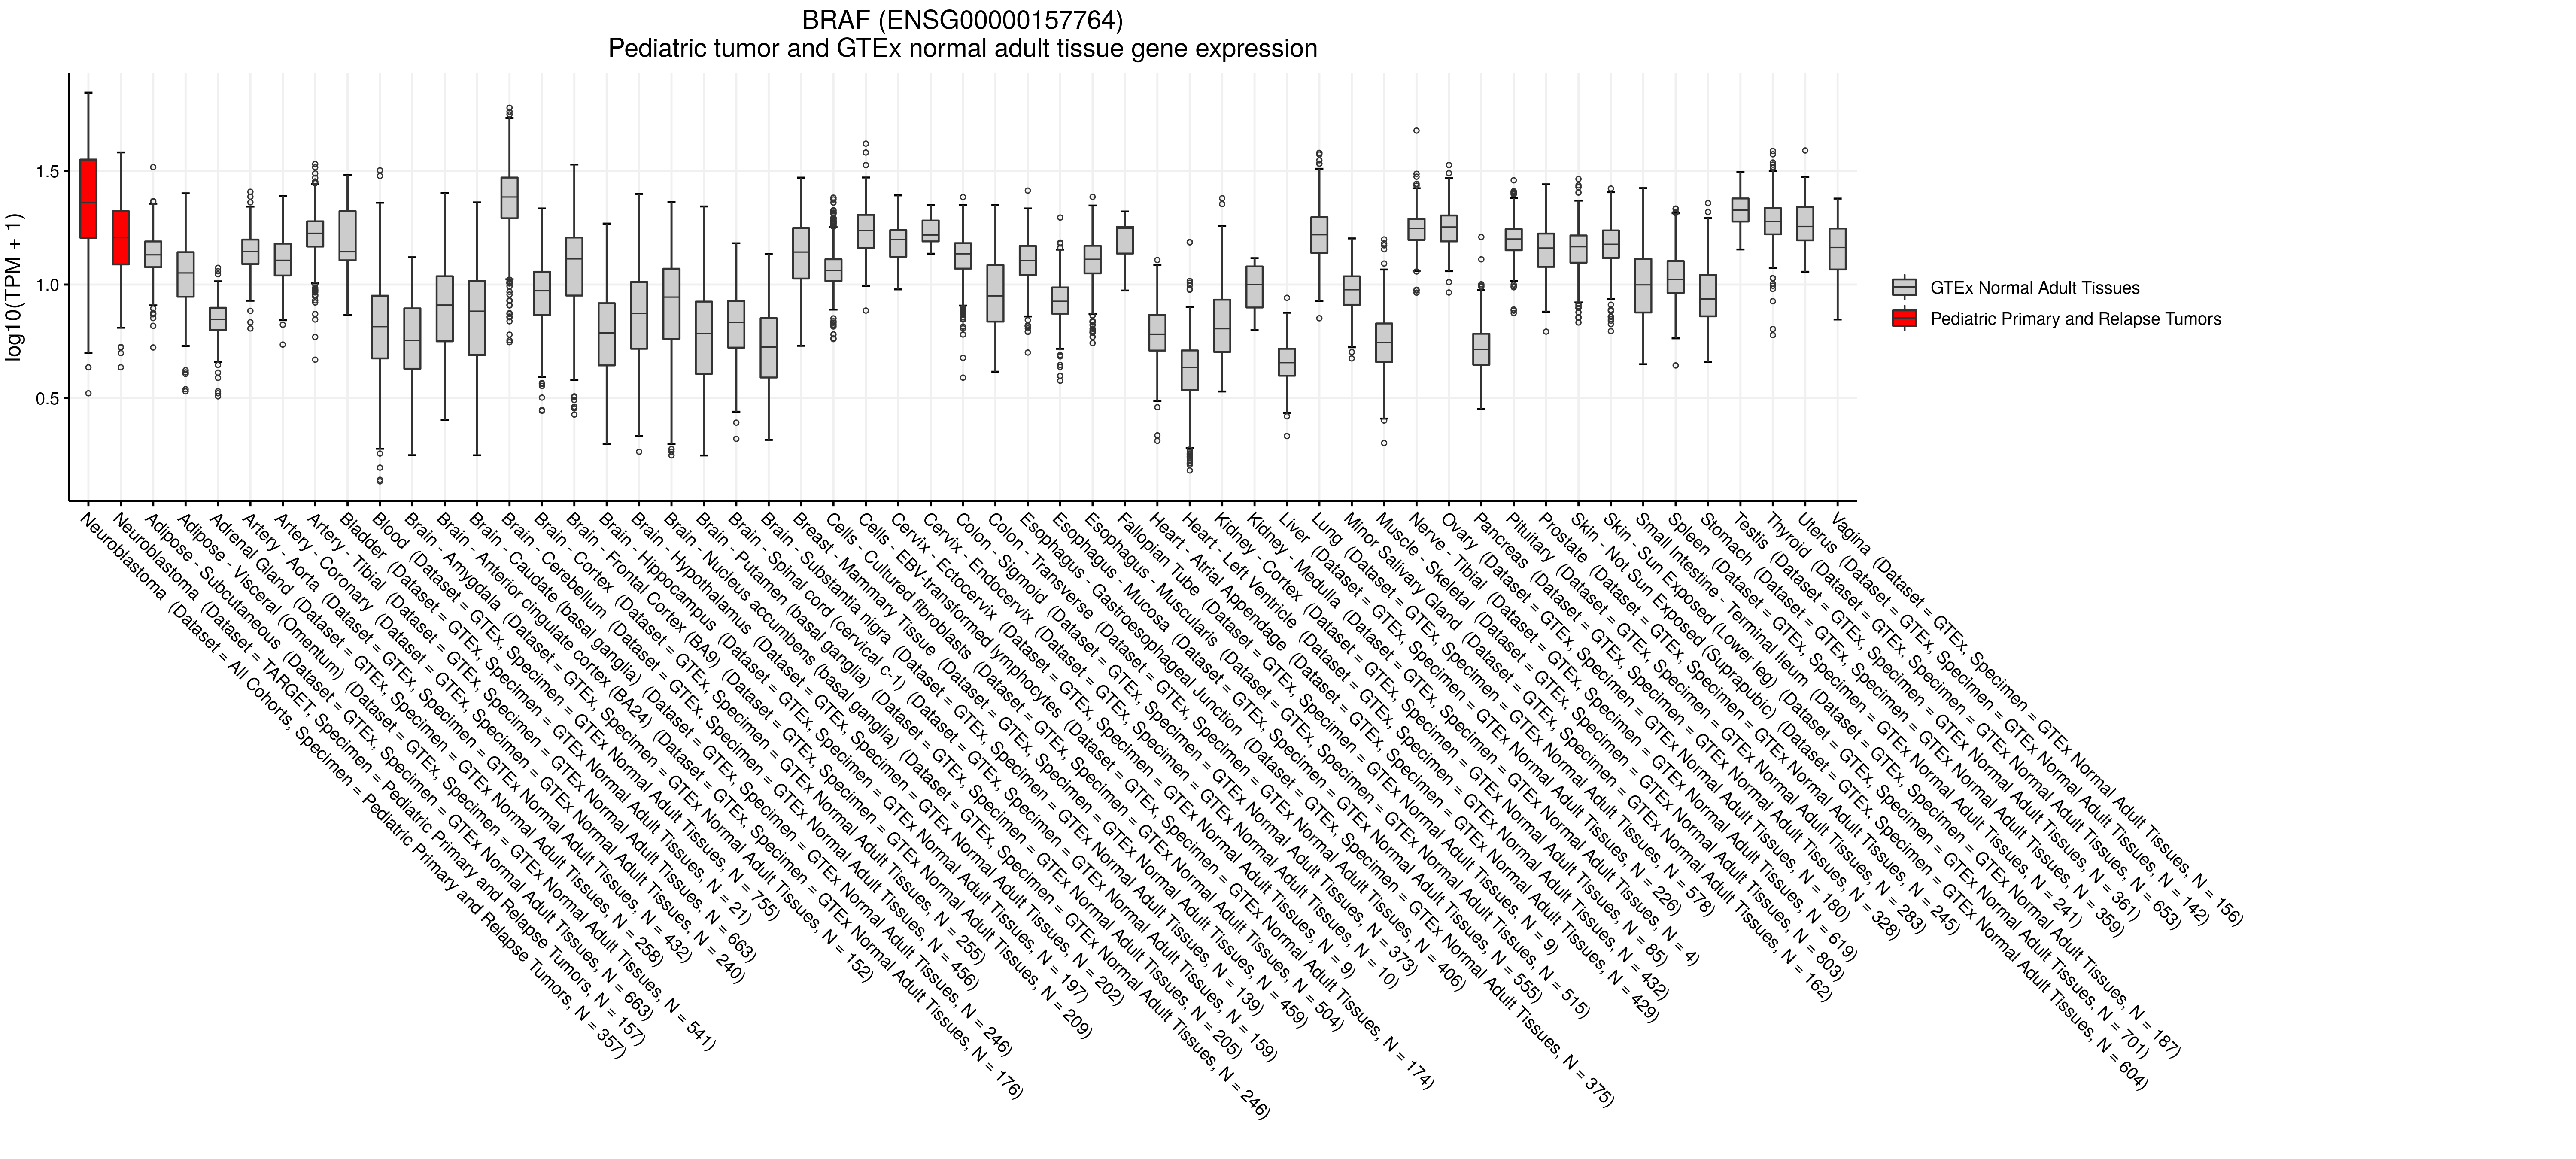 BRAF (ENSG00000157764)
Pediatric tumor and GTEx normal adult tissue gene expression
log10(TPM + 1)
1.5
1.0
0.5
GTEx Normal Adult Tissues
Pediatric Primary and Relapse Tumors
Neuroblastoma (Dataset = All Cohorts, Specimen = Pediatric Primary and Relapse Tumors, N = 357)
Neuroblastoma (Dataset = TARGET, Specimen = Pediatric Primary and Relapse Tumors, N = 157)
Adipose - Subcutaneous (Dataset = GTEx, Specimen = GTEx Normal Adult Tissues, N = 663)
Adipose - Visceral (Omentum) (Dataset = GTEx, Specimen = GTEx Normal Adult Tissues, N = 541)
Adrenal Gland (Dataset = GTEx, Specimen = GTEx Normal Adult Tissues, N = 258)
Artery - Aorta (Dataset = GTEx, Specimen = GTEx Normal Adult Tissues, N = 432)
Artery - Coronary (Dataset = GTEx, Specimen = GTEx Normal Adult Tissues, N = 240)
Artery - Tibial (Dataset = GTEx, Specimen = GTEx Normal Adult Tissues, N = 663)
Bladder (Dataset = GTEx, Specimen = GTEx Normal Adult Tissues, N = 21)
Blood (Dataset = GTEx, Specimen = GTEx Normal Adult Tissues, N = 755)
Brain - Amygdala (Dataset = GTEx, Specimen = GTEx Normal Adult Tissues, N = 152)
Brain - Anterior cingulate cortex (BA24) (Dataset = GTEx, Specimen = GTEx Normal Adult Tissues, N = 176)
Brain - Caudate (basal ganglia) (Dataset = GTEx, Specimen = GTEx Normal Adult Tissues, N = 246)
Brain - Cerebellum (Dataset = GTEx, Specimen = GTEx Normal Adult Tissues, N = 456)
Brain - Cortex (Dataset = GTEx, Specimen = GTEx Normal Adult Tissues, N = 255)
Brain - Frontal Cortex (BA9) (Dataset = GTEx, Specimen = GTEx Normal Adult Tissues, N = 209)
Brain - Hippocampus (Dataset = GTEx, Specimen = GTEx Normal Adult Tissues, N = 197)
Brain - Hypothalamus (Dataset = GTEx, Specimen = GTEx Normal Adult Tissues, N = 202)
Brain - Nucleus accumbens (basal ganglia) (Dataset = GTEx, Specimen = GTEx Normal Adult Tissues, N = 246)
Brain - Putamen (basal ganglia) (Dataset = GTEx, Specimen = GTEx Normal Adult Tissues, N = 205)
Brain - Spinal cord (cervical c-1) (Dataset = GTEx, Specimen = GTEx Normal Adult Tissues, N = 159)
Brain - Substantia nigra (Dataset = GTEx, Specimen = GTEx Normal Adult Tissues, N = 139)
Breast - Mammary Tissue (Dataset = GTEx, Specimen = GTEx Normal Adult Tissues, N = 459)
Cells - Cultured fibroblasts (Dataset = GTEx, Specimen = GTEx Normal Adult Tissues, N = 504)
Cells - EBV-transformed lymphocytes (Dataset = GTEx, Specimen = GTEx Normal Adult Tissues, N = 174)
Cervix - Ectocervix (Dataset = GTEx, Specimen = GTEx Normal Adult Tissues, N = 9)
Cervix - Endocervix (Dataset = GTEx, Specimen = GTEx Normal Adult Tissues, N = 10)
Colon - Sigmoid (Dataset = GTEx, Specimen = GTEx Normal Adult Tissues, N = 373)
Colon - Transverse (Dataset = GTEx, Specimen = GTEx Normal Adult Tissues, N = 406)
Esophagus - Gastroesophageal Junction (Dataset = GTEx, Specimen = GTEx Normal Adult Tissues, N = 375)
Esophagus - Mucosa (Dataset = GTEx, Specimen = GTEx Normal Adult Tissues, N = 555)
Esophagus - Muscularis (Dataset = GTEx, Specimen = GTEx Normal Adult Tissues, N = 515)
Fallopian Tube (Dataset = GTEx, Specimen = GTEx Normal Adult Tissues, N = 9)
Heart - Atrial Appendage (Dataset = GTEx, Specimen = GTEx Normal Adult Tissues, N = 429)
Heart - Left Ventricle (Dataset = GTEx, Specimen = GTEx Normal Adult Tissues, N = 432)
Kidney - Cortex (Dataset = GTEx, Specimen = GTEx Normal Adult Tissues, N = 85)
Kidney - Medulla (Dataset = GTEx, Specimen = GTEx Normal Adult Tissues, N = 4)
Liver (Dataset = GTEx, Specimen = GTEx Normal Adult Tissues, N = 226)
Lung (Dataset = GTEx, Specimen = GTEx Normal Adult Tissues, N = 578)
Minor Salivary Gland (Dataset = GTEx, Specimen = GTEx Normal Adult Tissues, N = 162)
Muscle - Skeletal (Dataset = GTEx, Specimen = GTEx Normal Adult Tissues, N = 803)
Nerve - Tibial (Dataset = GTEx, Specimen = GTEx Normal Adult Tissues, N = 619)
Ovary (Dataset = GTEx, Specimen = GTEx Normal Adult Tissues, N = 180)
Pancreas (Dataset = GTEx, Specimen = GTEx Normal Adult Tissues, N = 328)
Pituitary (Dataset = GTEx, Specimen = GTEx Normal Adult Tissues, N = 283)
Prostate (Dataset = GTEx, Specimen = GTEx Normal Adult Tissues, N = 245)
Skin - Not Sun Exposed (Suprapubic) (Dataset = GTEx, Specimen = GTEx Normal Adult Tissues, N = 604)
Skin - Sun Exposed (Lower leg) (Dataset = GTEx, Specimen = GTEx Normal Adult Tissues, N = 701)
Small Intestine - Terminal Ileum (Dataset = GTEx, Specimen = GTEx Normal Adult Tissues, N = 187)
Spleen (Dataset = GTEx, Specimen = GTEx Normal Adult Tissues, N = 241)
Stomach (Dataset = GTEx, Specimen = GTEx Normal Adult Tissues, N = 359)
Testis (Dataset = GTEx, Specimen = GTEx Normal Adult Tissues, N = 361)
Thyroid (Dataset = GTEx, Specimen = GTEx Normal Adult Tissues, N = 653)
Uterus (Dataset = GTEx, Specimen = GTEx Normal Adult Tissues, N = 142)
Vagina (Dataset = GTEx, Specimen = GTEx Normal Adult Tissues, N = 156)